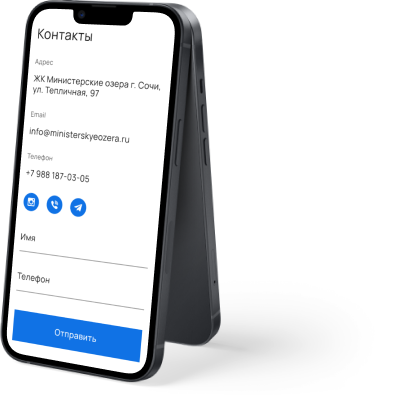 Контакты
Адрес
ЖК Министерские озера г. Сочи,
ул. Тепличная, 97
Email
info@ministerskyeozera.ru
Телефон
+7 988 187-03-05
Имя
Телефон
Отправить